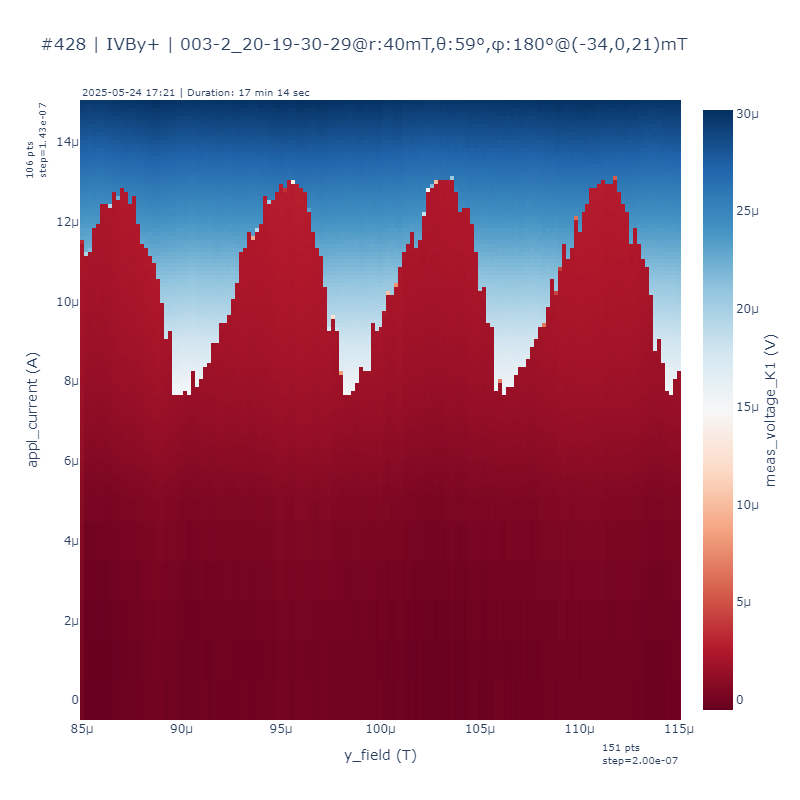 #428 | IVBy+ | 003-2_20-19-30-29@r:40mT,θ:59°,φ:180°@(-34,0,21)mT
2025-05-24 17:21 | Duration: 17 min 14 sec
106 pts
step=1.43e-07
14μ
12μ
10μ
8μ
6μ
4μ
2μ
0
appl_current (A)
85μ
90μ
95μ
100μ
105μ
110μ
115μ
y_field (T)
151 pts
step=2.00e-07
30μ
25μ
20μ
15μ
10μ
5μ
0
meas_voltage_K1 (V)